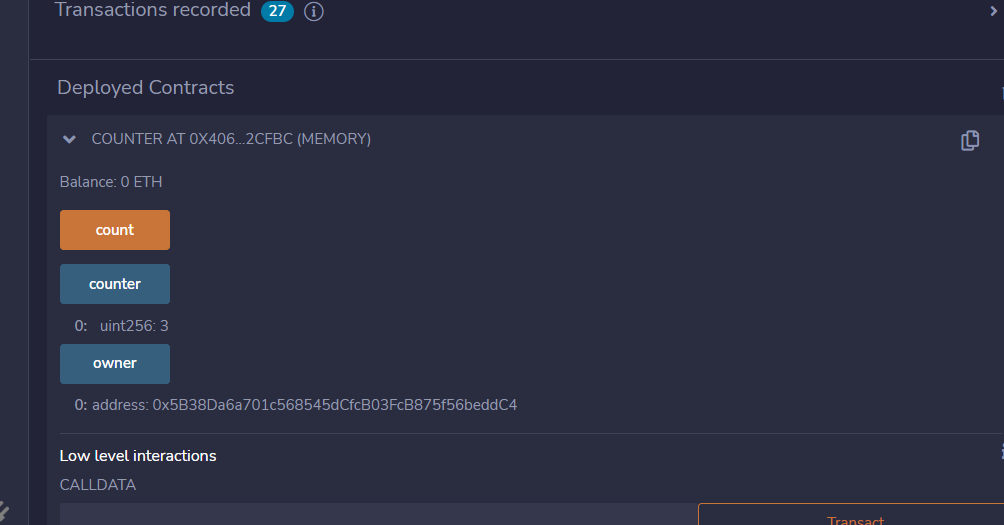 Transactions recorded 27 i
Deployed Contracts
COUNTER AT 0X406...2CFBC (MEMORY)
Balance: 0 ETH
count
counter
0: uint256: 3
owner
0: address: 0x5B38Da6a701c568545dCfcB03FcB875f56beddC4
Low level interactions
CALLDATA
Transact